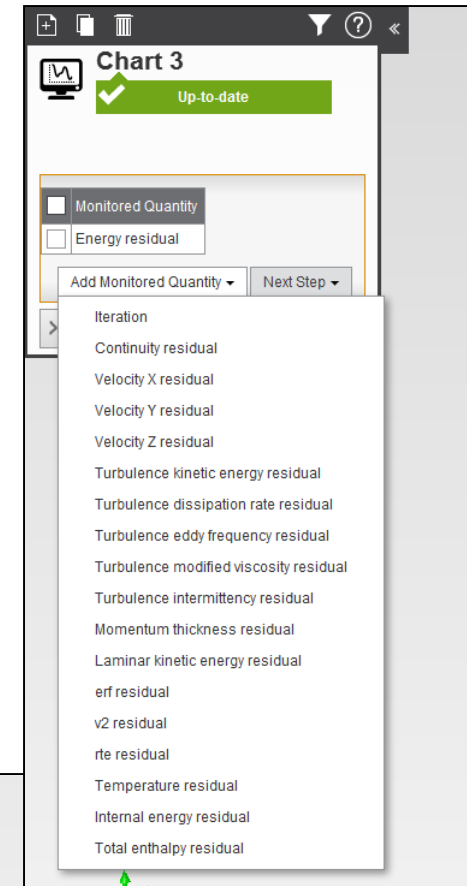 Chart 3
Up-to-date
Monitored Quantity
Energy residual
Add Monitored Quantity
Next Step
Iteration
Continuity residual
Velocity X residual
Velocity Y residual
Velocity Z residual
Turbulence kinetic energy residual
Turbulence dissipation rate residual
Turbulence eddy frequency residual
Turbulence modified viscosity residual
Turbulence intermittency residual
Momentum thickness residual
Laminar kinetic energy residual
erf residual
v2 residual
rte residual
Temperature residual
Internal energy residual
Total enthalpy residual